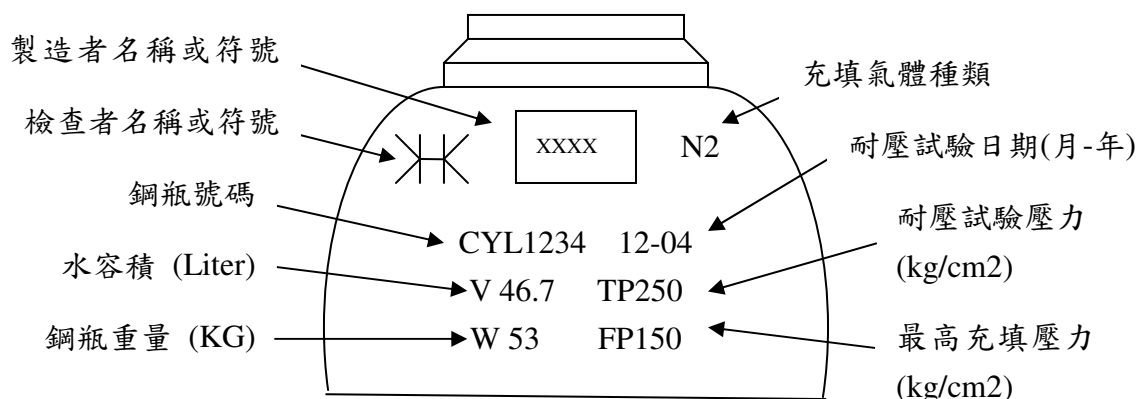 製造者名稱或符號
檢查者名稱或符號
鋼瓶號碼
水容積 (Liter)
鋼瓶重量 (KG)
XXXX
N2
CYL1234 12-04
V 46.7 TP250
W 53 FP150
充填氣體種類
耐壓試驗日期(月-年)
耐壓試驗壓力
(kg/cm2)
最高充填壓力
(kg/cm2)